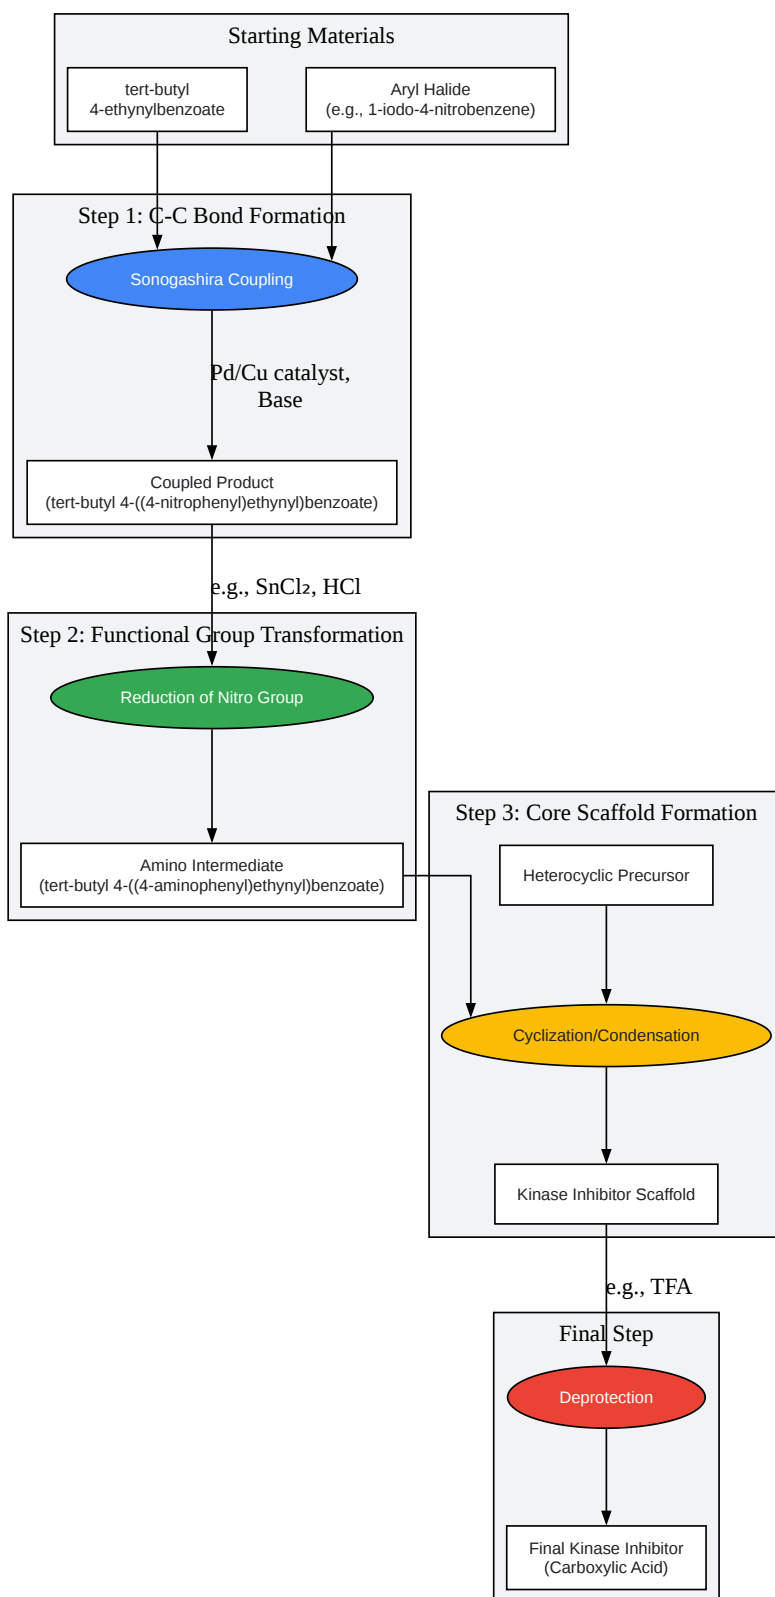 Starting Materials
tert-butyl
4-ethynylbenzoate
Aryl Halide
(e.g., 1-iodo-4-nitrobenzene)
Step 1: C-C Bond Formation
Sonogashira Coupling
Pd/Cu catalyst,
Base
Coupled Product
(tert-butyl 4-((4-nitrophenyl)ethynyl)benzoate)
e.g., SnCl₂, HCl
Step 2: Functional Group Transformation
Reduction of Nitro Group
Amino Intermediate
(tert-butyl 4-((4-aminophenyl)ethynyl)benzoate)
Step 3: Core Scaffold Formation
Heterocyclic Precursor
Cyclization/Condensation
Kinase Inhibitor Scaffold
e.g., TFA
Final Step
Deprotection
Final Kinase Inhibitor
(Carboxylic Acid)